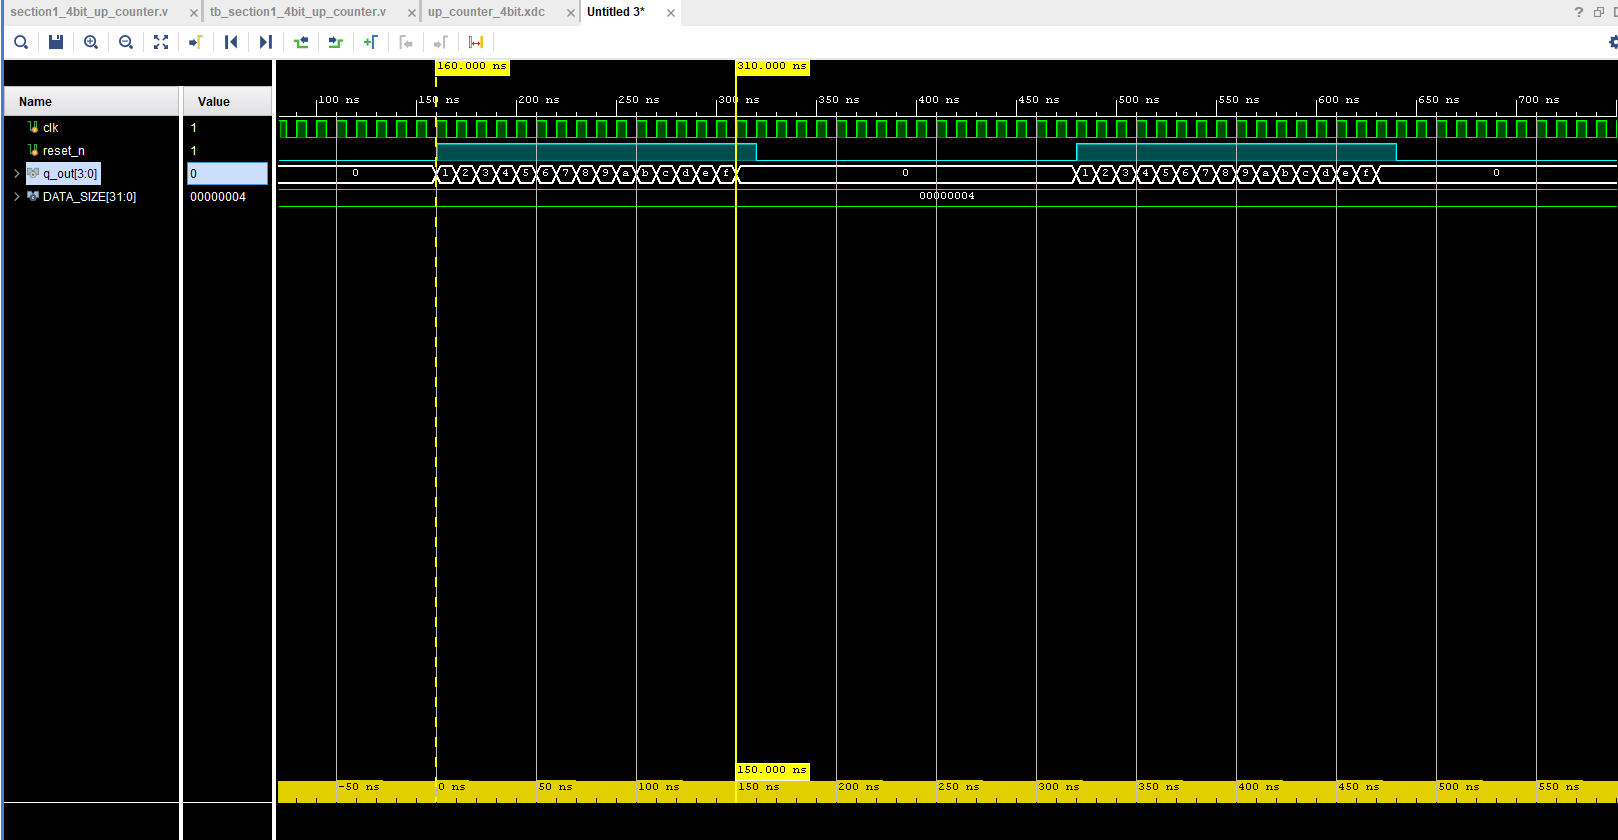 section1_4bit_up_counter.v × tb_section1_4bit_up_counter.v × up_counter_4bit.xdc × Untitled 3* ×
?
160.000 ns 310.000 ns
100 ns 150 ns 200 ns 250 ns 300 ns 350 ns 400 ns 450 ns 500 ns 550 ns 600 ns 650 ns 700 ns
Name Value
clk 1
reset_n 1
q_out[3:0] 0 0 1 2 3 4 5 6 7 8 9 a b c d e f 0 1 2 3 4 5 6 7 8 9 a b c d e f 0
DATA_SIZE[31:0] 00000004 00000004
150.000 ns
-50 ns 0 ns 50 ns 100 ns 150 ns 200 ns 250 ns 300 ns 350 ns 400 ns 450 ns 500 ns 550 ns